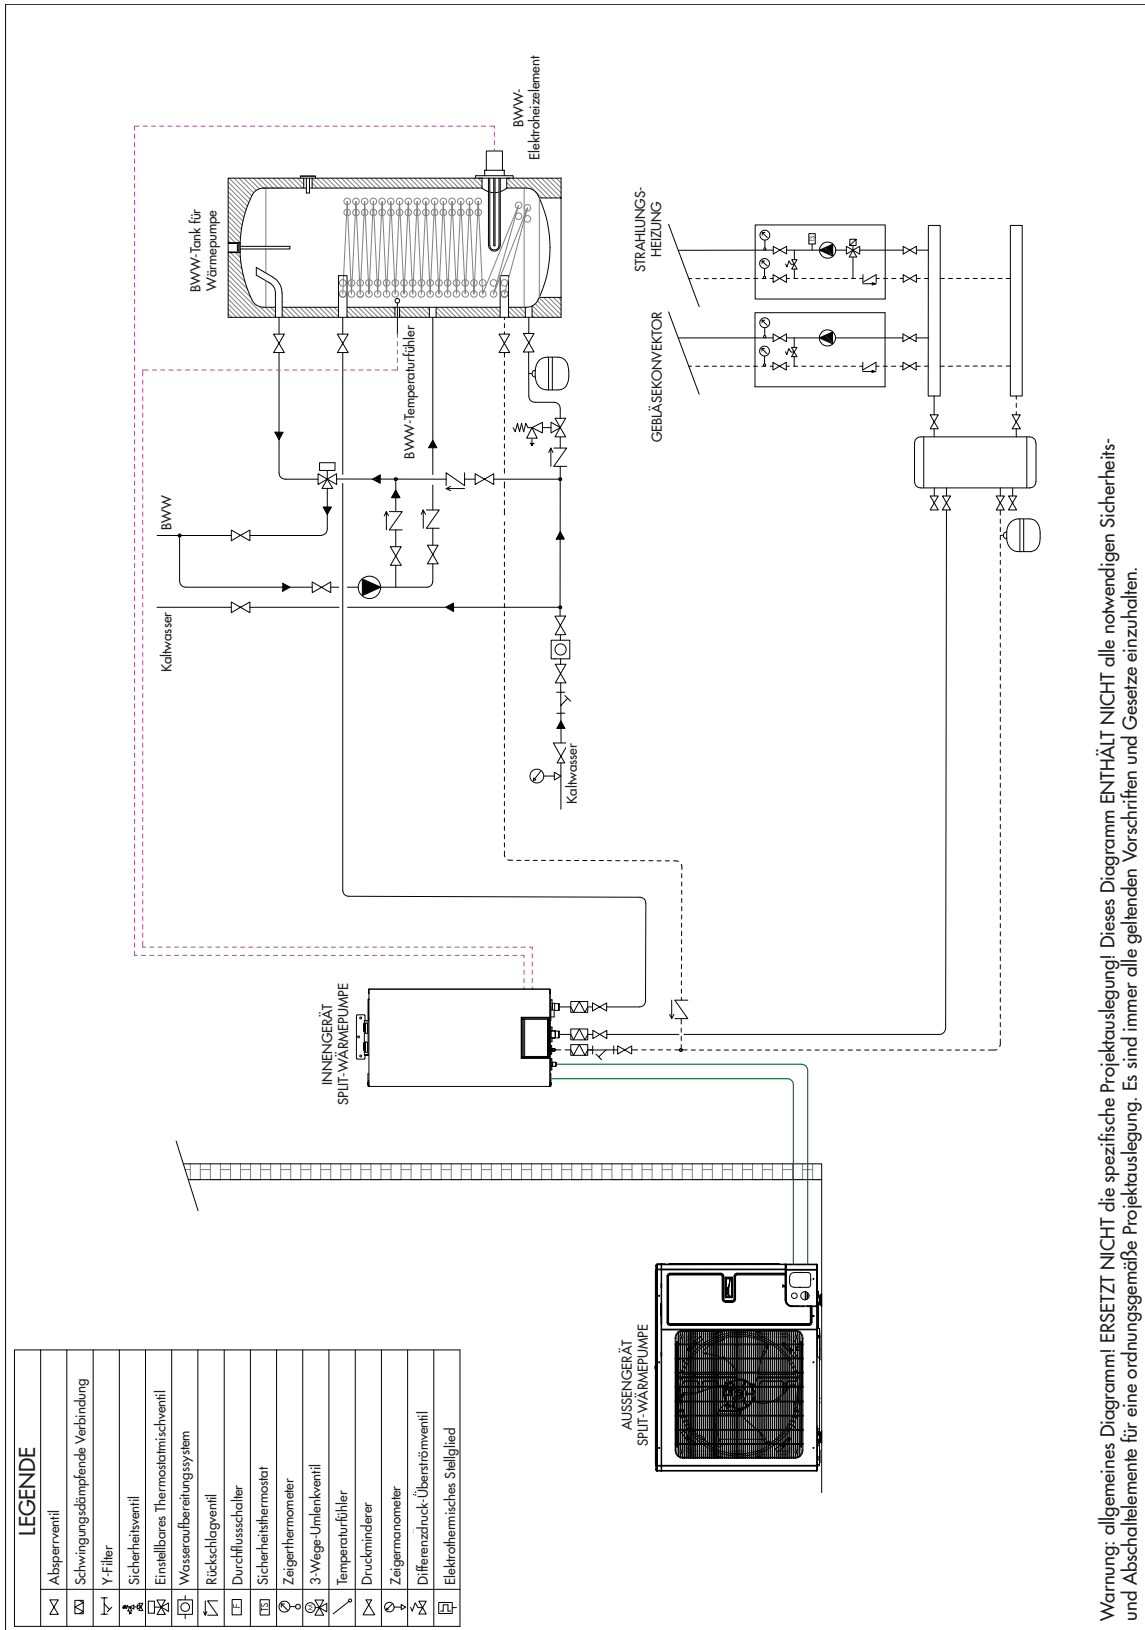 BWW-
Elektroheizelement
BWW-Tank für
Wärmepumpe
STRAHLUNGS-
HEIZUNG
GEBLÄSEKONVEKTOR
TS
BWW-Temperaturfühler
BWW
Kaltwasser
Kaltwasser
INNENGERÄT
SPLIT-WÄRMEPUMPE
AUSSENGERÄT
SPLIT-WÄRMEPUMPE
LEGENDE
Absperrventil
Schwingungsdämpfende Verbindung
Y-Filter
Sicherheitsventil
Einstellbares Thermostatmischventil
Wasseraufbereitungssystem
Rückschlagventil
F Durchflussschalter
TS Sicherheitsthermostat
Zeigerthermometer
M 3-Wege-Umlenkventil
Temperaturfühler
Druckminderer
Zeigermanometer
Differenzdruck-Überströmventil
Elektrothermisches Stellglied
Warnung: allgemeines Diagramm! ERSETZT NICHT die spezifische Projektauslegung! Dieses Diagramm ENTHÄLT NICHT alle notwendigen Sicherheits-
und Abschaltelemente für eine ordnungsgemäße Projektauslegung. Es sind immer alle geltenden Vorschriften und Gesetze einzuhalten.